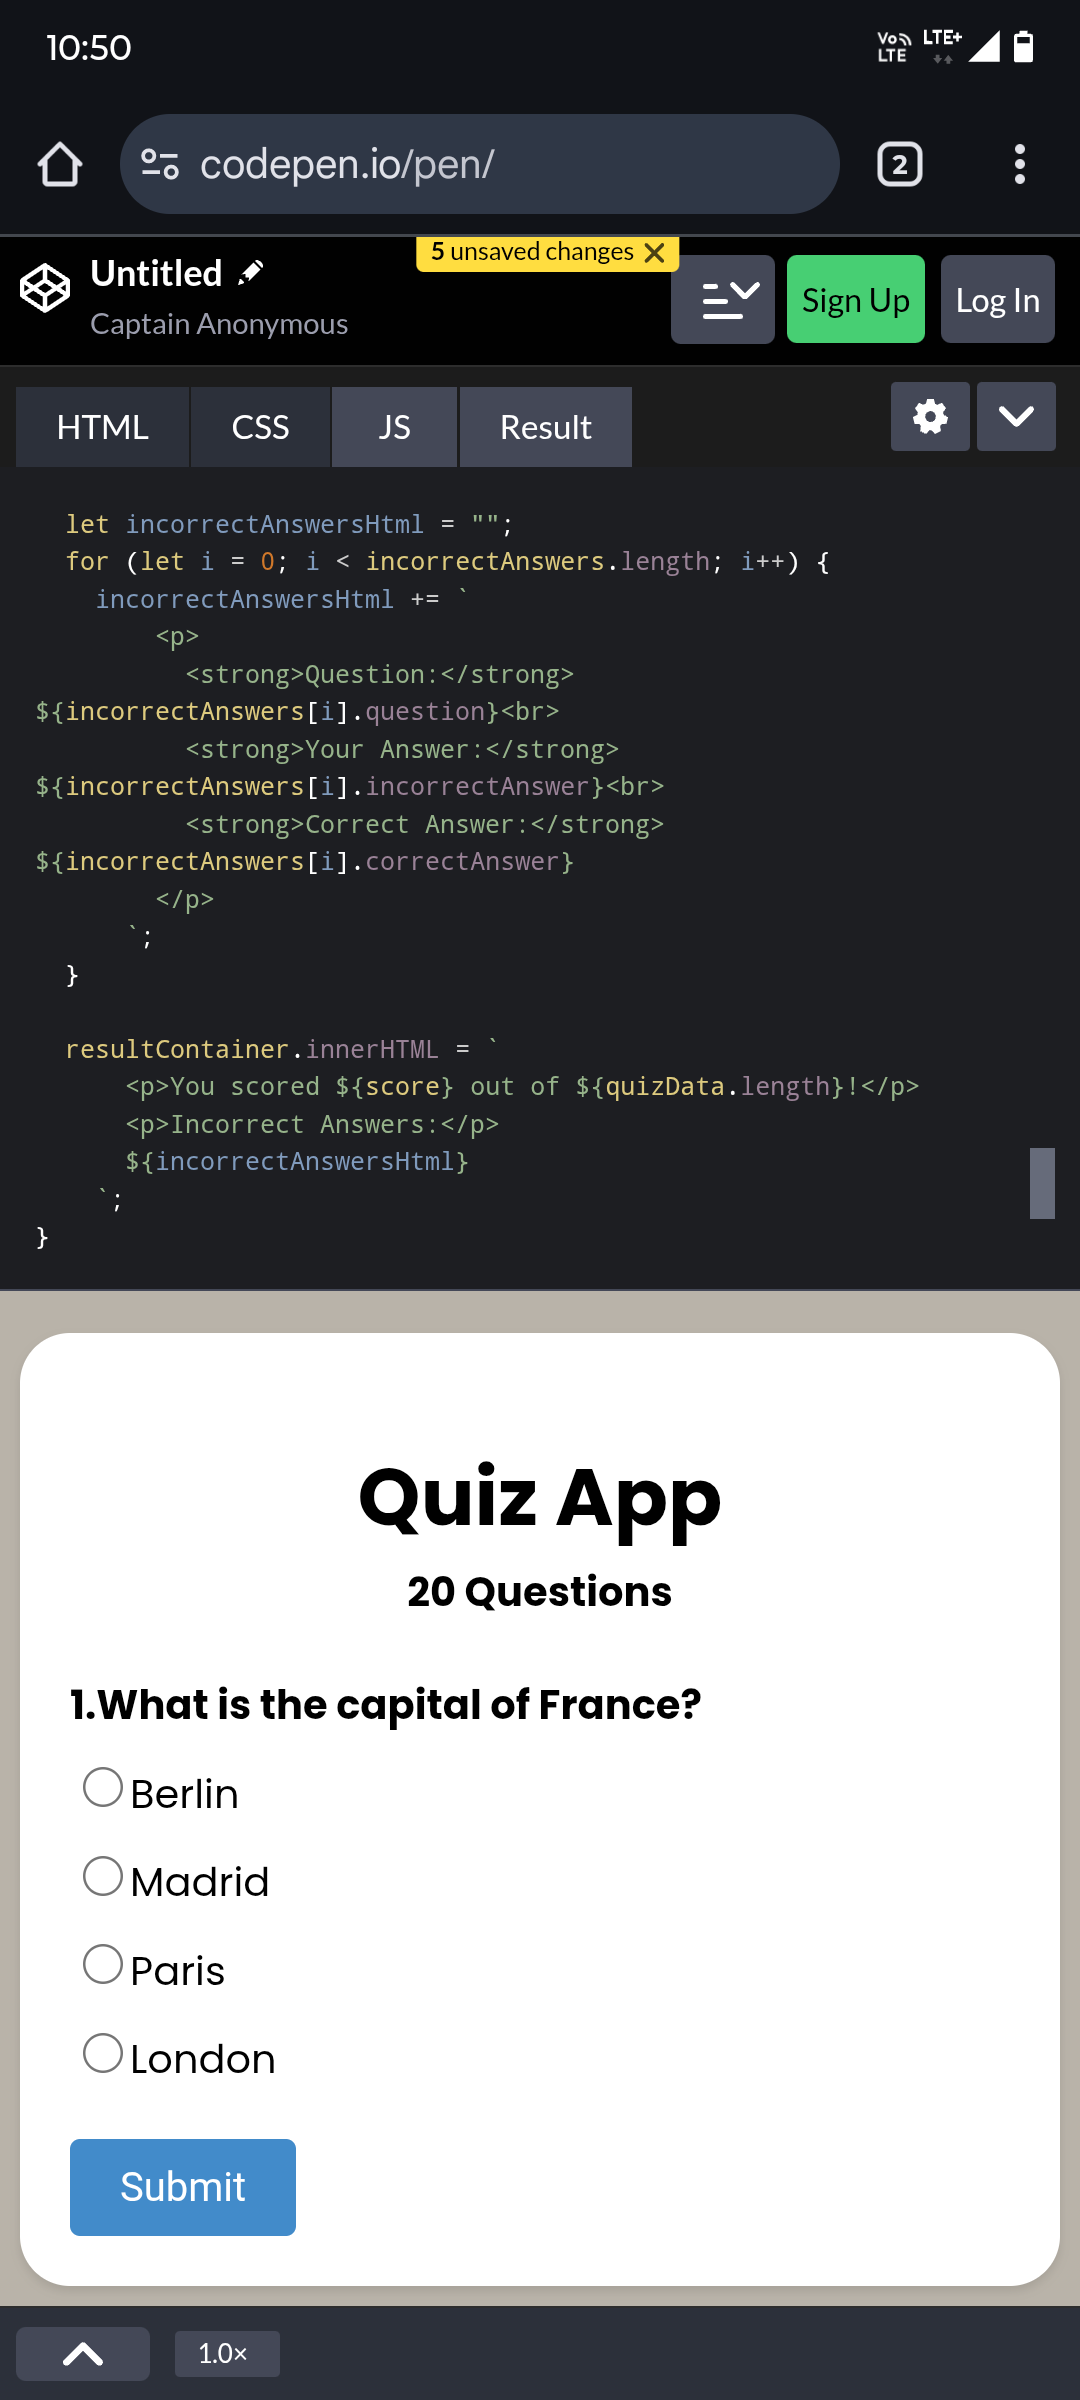 10:50
Vo LTE LTE+
codepen.io/pen/
2
5 unsaved changes
Untitled
Captain Anonymous
Sign Up
Log In
HTML CSS JS Result
let incorrectAnswersHtml = "";
for (let i = 0; i < incorrectAnswers.length; i++) {
incorrectAnswersHtml += `
<p>
<strong>Question:</strong>
${incorrectAnswers[i].question}<br>
<strong>Your Answer:</strong>
${incorrectAnswers[i].incorrectAnswer}<br>
<strong>Correct Answer:</strong>
${incorrectAnswers[i].correctAnswer}
</p>
`;
}
resultContainer.innerHTML = `
<p>You scored ${score} out of ${quizData.length}!</p>
<p>Incorrect Answers:</p>
${incorrectAnswersHtml}
`;
}
Quiz App
20 Questions
1.What is the capital of France?
Berlin
Madrid
Paris
London
Submit
1.0×